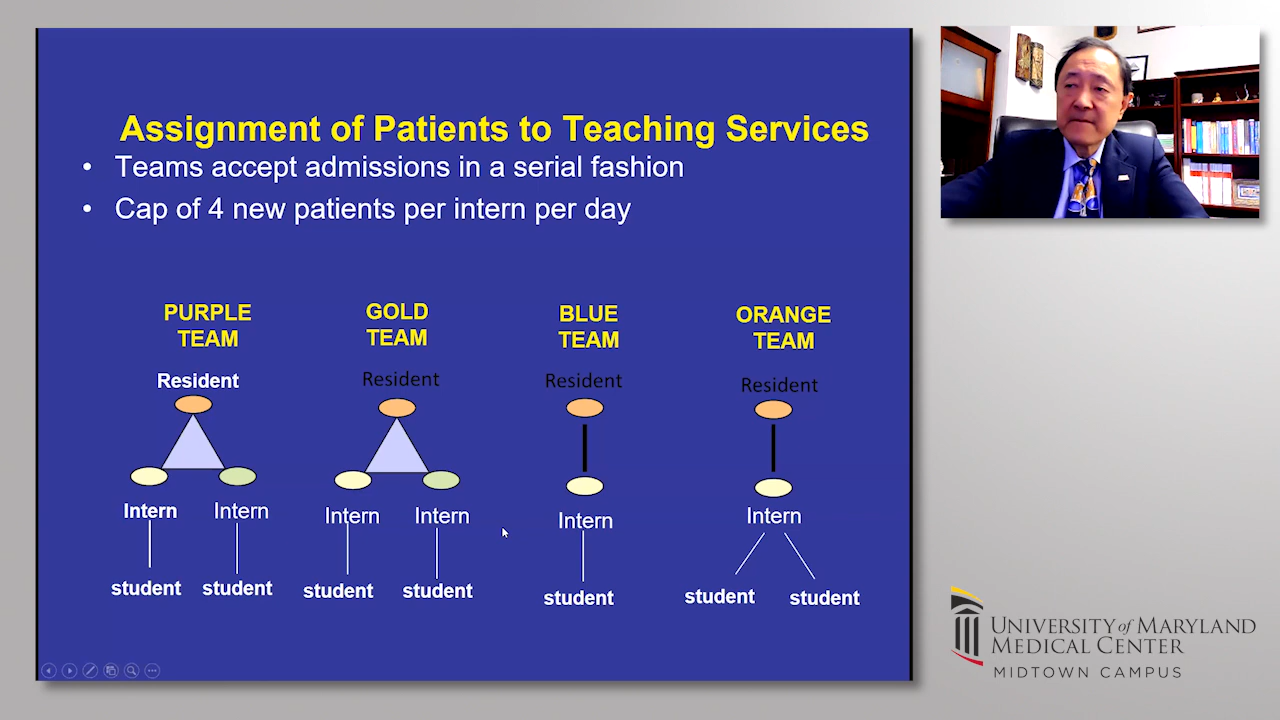 Assignment of Patients to Teaching Services
• Teams accept admissions in a serial fashion
• Cap of 4 new patients per intern per day
PURPLE
TEAM
Resident
Intern
Intern
student
student
GOLD
TEAM
Resident
Intern
Intern
student
student
BLUE
TEAM
Resident
Intern
student
ORANGE
TEAM
Resident
Intern
student
student
UNIVERSITY of MARYLAND
MEDICAL CENTER
MIDTOWN CAMPUS